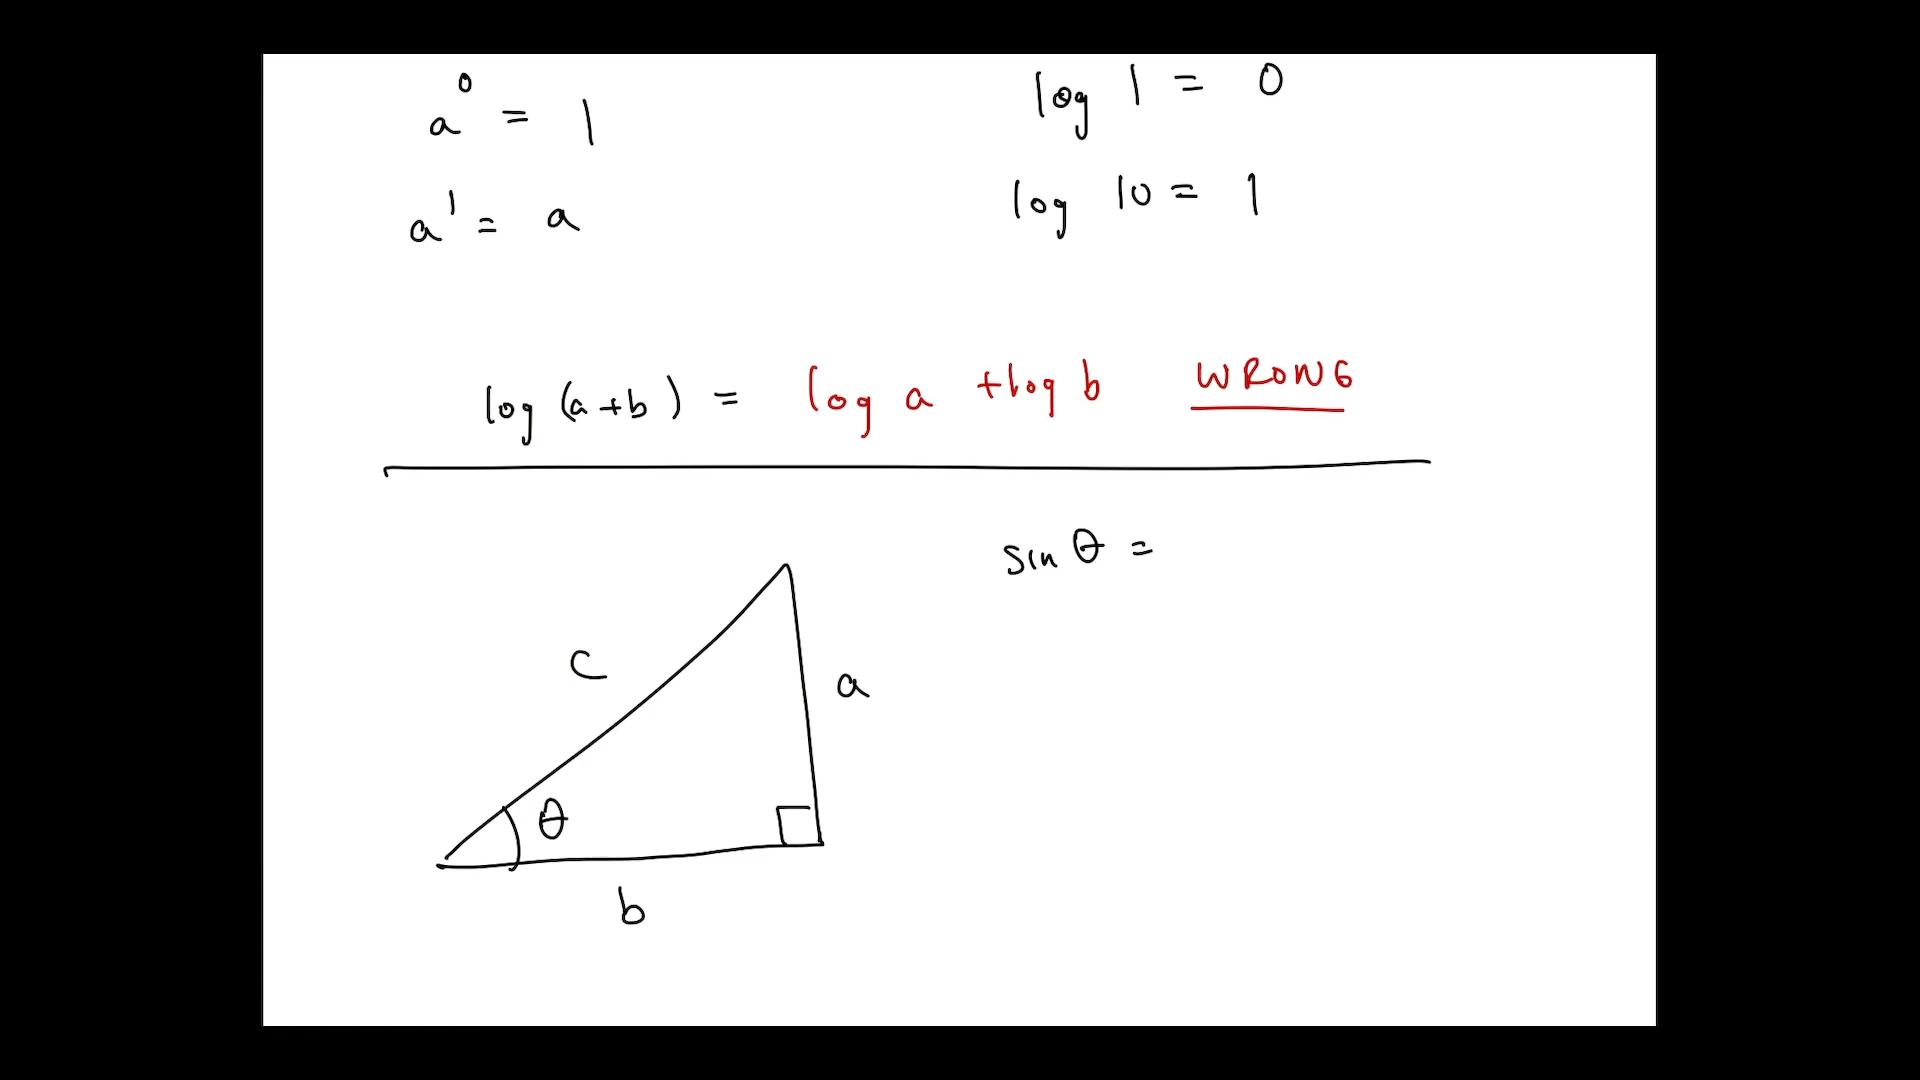 a⁰ = 1
log 1 = 0
a¹ = a
log 10 = 1
log (a+b) = log a + log b WRONG
sin θ =
c
a
θ
b